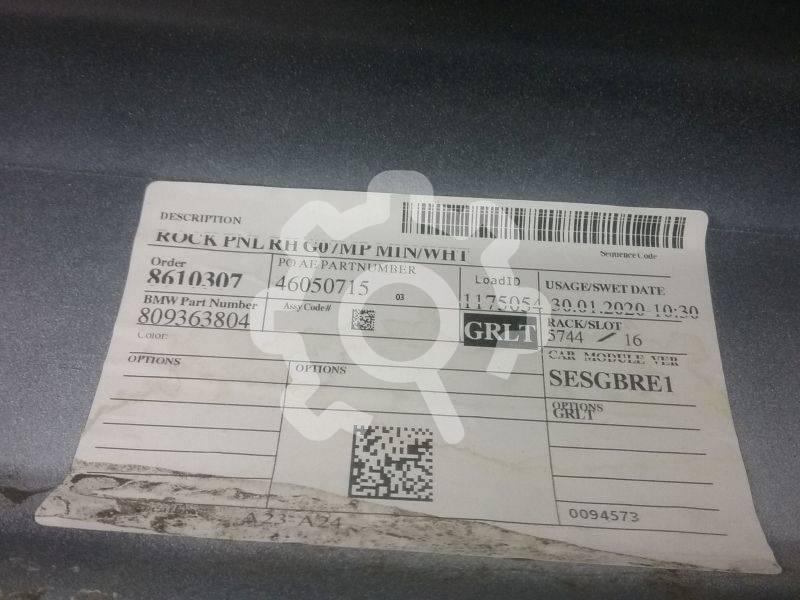 DESCRIPTION
ROCK PNL RH G07MP MIN/WHT
Sequence Code
Order
8610307
PO AE PARTNUMBER
46050715
03
LoadID
1175054
USAGE/SWET DATE
30.01.2020 10:30
BMW Part Number
809363804
Assy Code#
GRLT
RACK/SLOT
5744 / 16
Color:
CAR MODULE VER
SESGBRE1
OPTIONS
OPTIONS
OPTIONS
GRLT
0094573
A23-A24